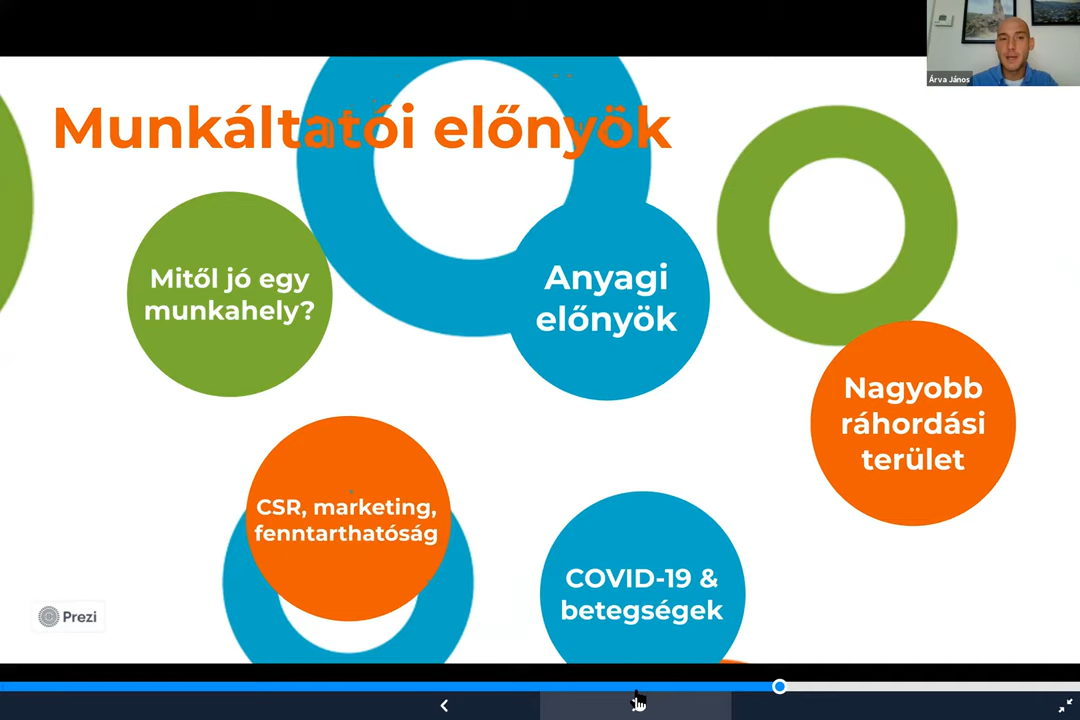 Árva János
Munkáltatói előnyök
Mitől jó egy
munkahely?
Anyagi
előnyök
Nagyobb
ráhordási
terület
CSR, marketing,
fenntarthatóság
COVID-19 &
betegségek
Prezi